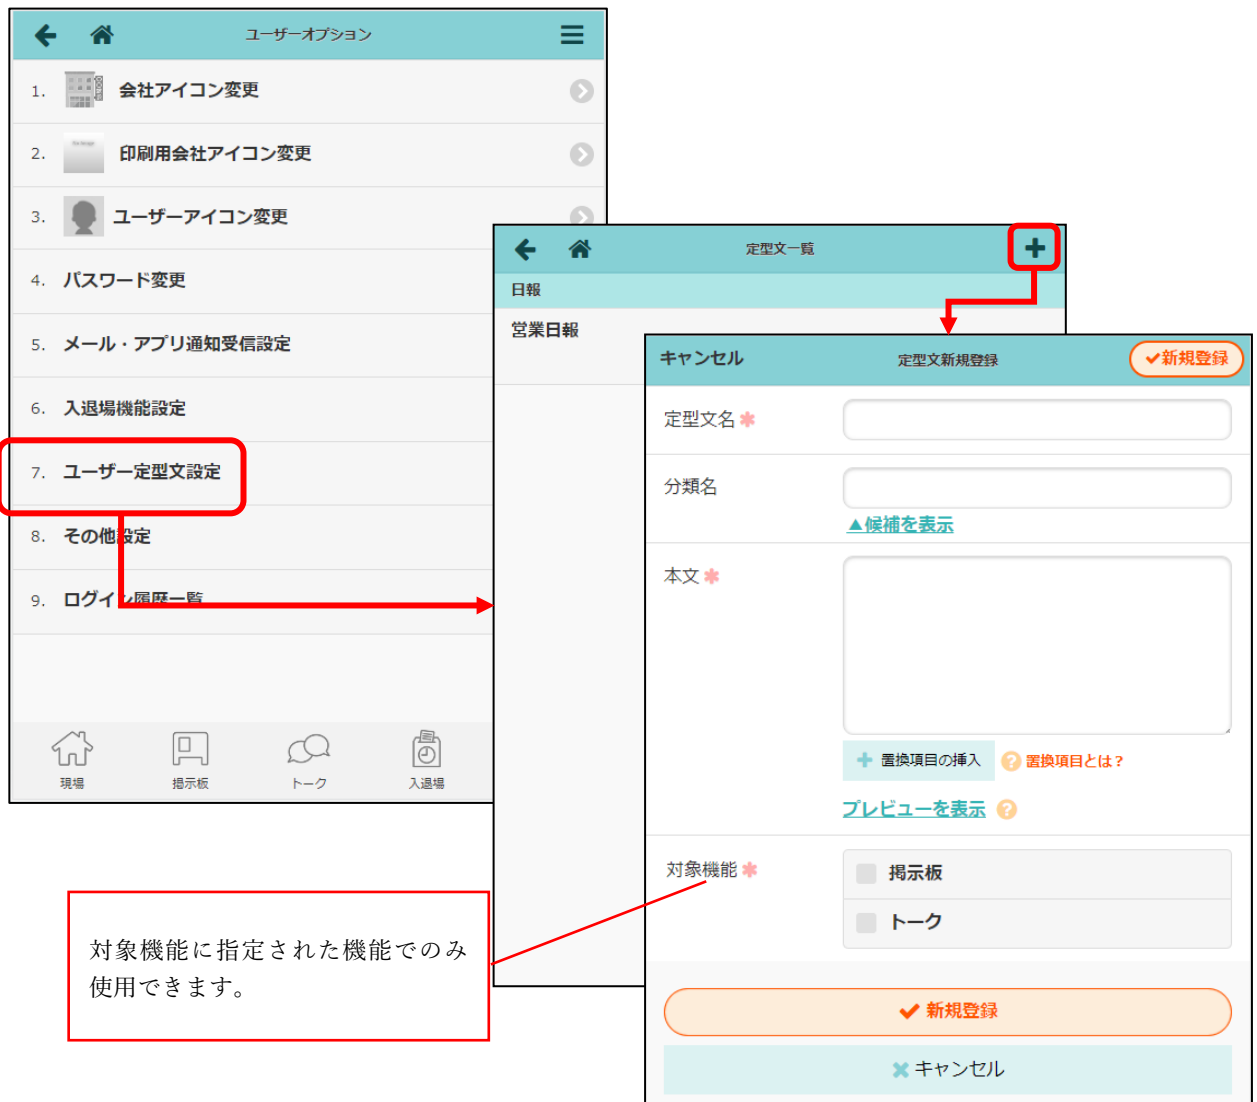 ユーザーオプション
1. 会社アイコン変更
2. 印刷用会社アイコン変更
3. ユーザーアイコン変更
4. パスワード変更
5. メール・アプリ通知受信設定
6. 入退場機能設定
7. ユーザー定型文設定
8. その他設定
9. ログイン履歴一覧
現場
掲示板
トーク
入退場
定型文一覧
日報
営業日報
キャンセル
定型文新規登録
新規登録
定型文名
分類名
▲候補を表示
本文
置換項目の挿入
置換項目とは?
プレビューを表示
対象機能
掲示板
トーク
新規登録
キャンセル
対象機能に指定された機能でのみ
使用できます。